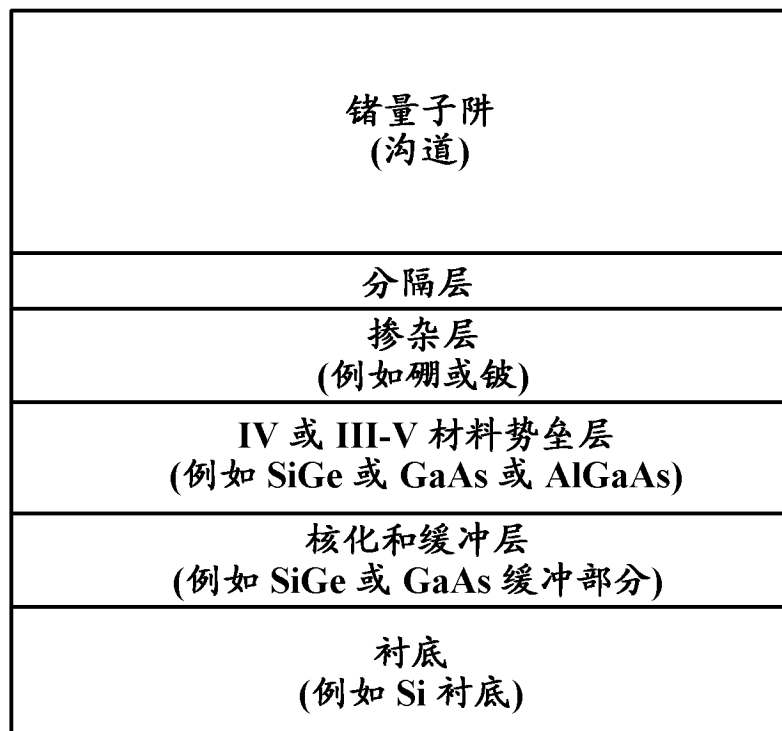 锗量子阱
(沟道)
分隔层
掺杂层
(例如硼或铍)
IV 或 III-V 材料势垒层
(例如 SiGe 或 GaAs 或 AlGaAs)
核化和缓冲层
(例如 SiGe 或 GaAs 缓冲部分)
衬底
(例如 Si 衬底)